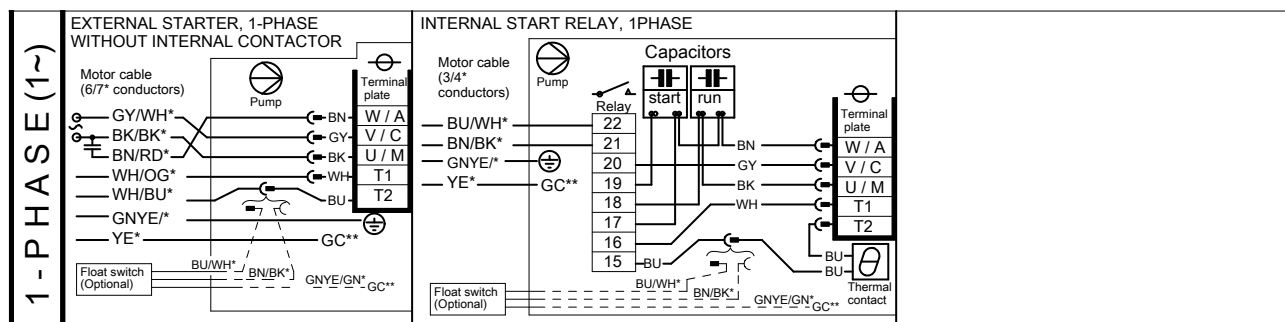 1 - P H A S E (1~)
EXTERNAL STARTER, 1-PHASE
WITHOUT INTERNAL CONTACTOR
Motor cable
(6/7* conductors)
Pump
Terminal
plate
GY/WH*
BN
W / A
BK/BK*
GY
V / C
BN/RD*
BK
U / M
WH/OG*
WH
T1
WH/BU*
BU
T2
GNYE/*
YE*
GC**
Float switch
(Optional)
BU/WH*
BN/BK*
GNYE/GN*
GC**
INTERNAL START RELAY, 1PHASE
Motor cable
(3/4*
conductors)
Pump
Capacitors
start
run
Relay
Terminal
plate
BU/WH*
22
BN/BK*
21
GNYE/*
20
YE*
GC**
19
18
17
16
15
BN
W / A
GY
V / C
BK
U / M
WH
T1
T2
BU
BU
BU
Thermal
contact
Float switch
(Optional)
BU/WH*
BN/BK*
GNYE/GN*
GC**